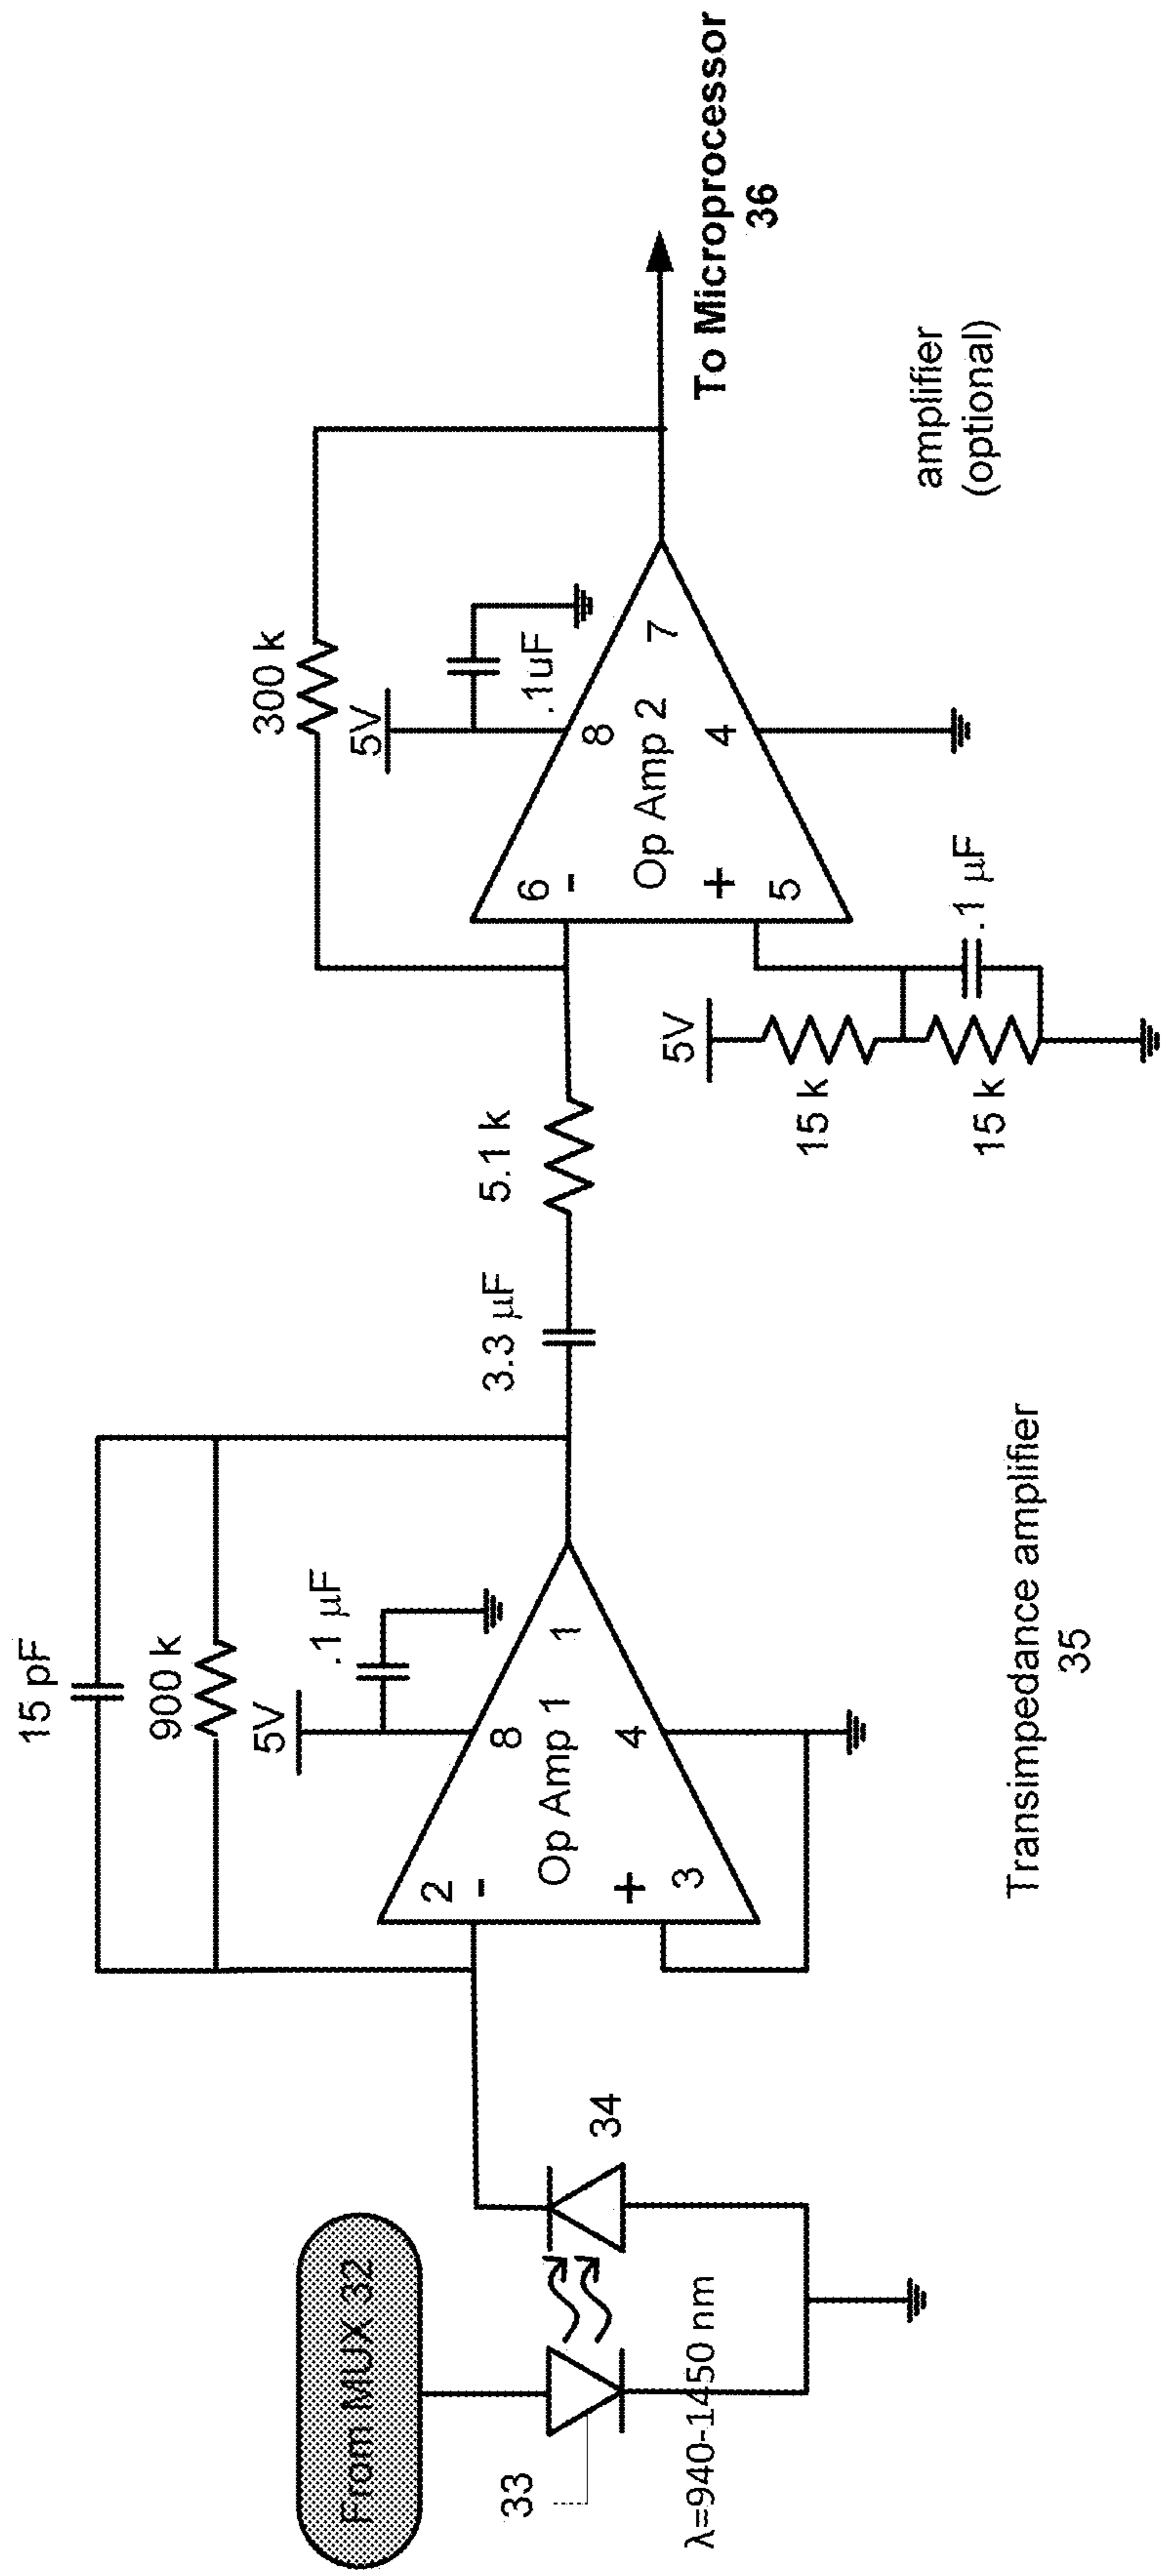 From MUX 32
33
λ=940-1450 nm
34
15 pF
900 k
5V
.1 μF
2
-
8
Op Amp 1
1
+
3
4
Transimpedance amplifier
35
3.3 μF
5.1 k
300 k
5V
.1uF
6
-
8
Op Amp 2
7
+
5
4
5V
15 k
15 k
.1 μF
To Microprocessor
36
amplifier
(optional)